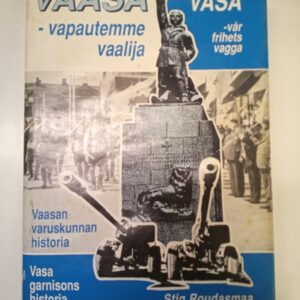 VAASA
- vapautemme
vaalija
VASA
-vår
frihets
vagga
Vaasan
varuskunnan
historia
Vasa
garnisons
historia
Stig Roudasmaa